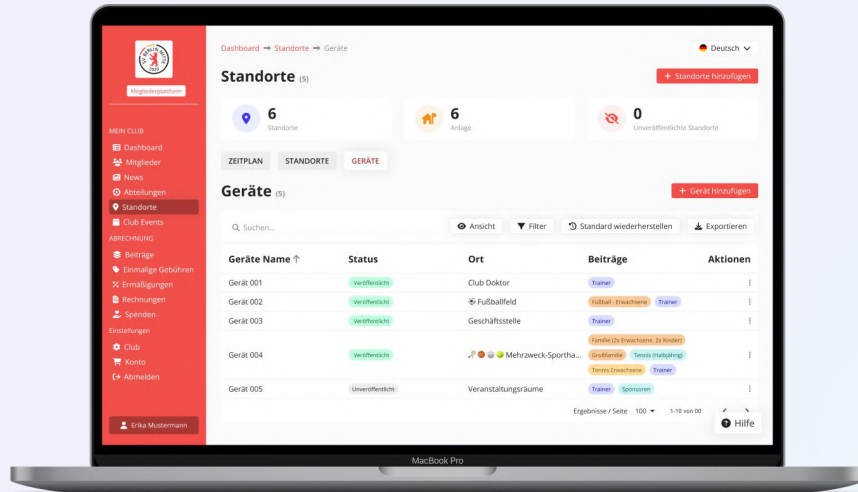 SV BERLIN MITTE
2020
Mitgliederplattform
MEIN CLUB
Dashboard
Mitglieder
News
Abteilungen
Standorte
Club Events
ABRECHNUNG
Beiträge
Einmalige Gebühren
Ermäßigungen
Rechnungen
Spenden
Einstellungen
Club
Konto
Abmelden
Erika Mustermann
Dashboard → Standorte → Geräte
Deutsch
Standorte (5)
+ Standorte hinzufügen
6
Standorte
6
Anlage
0
Unveröffentlichte Standorte
ZEITPLAN STANDORTE GERÄTE
Geräte (5)
+ Gerät hinzufügen
Suchen...
Ansicht Filter Standard wiederherstellen Exportieren
Geräte Name ↑ Status Ort Beiträge Aktionen
Gerät 001 Veröffentlicht Club Doktor Trainer
Gerät 002 Veröffentlicht Fußballfeld Fußball - Erwachsene Trainer
Gerät 003 Veröffentlicht Geschäftsstelle Trainer
Familie (2x Erwachsene, 2x Kinder)
Gerät 004 Veröffentlicht Mehrzweck-Sportha... Großfamilie Tennis (Halbjährig)
Tennis Erwachsene Trainer
Gerät 005 Unveröffentlicht Veranstaltungsräume Trainer Sponsoren
Ergebnisse / Seite 100 1-10 von 00
Hilfe
MacBook Pro